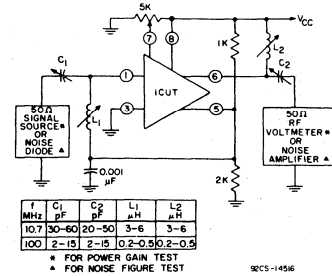 5K
VCC
7
8
1K
L2
C1
1
ICUT
6
C2
3
5
L1
50Ω
SIGNAL
SOURCE*
OR
NOISE
DIODE ▲
50Ω
RF
VOLTMETER *
OR
NOISE
AMPLIFIER ▲
0.001
μF
2K
f MHz C1 pF C2 pF L1 μH L2 μH
10.7 30-60 20-50 3-6 3-6
100 2-15 2-15 0.2-0.5 0.2-0.5
* FOR POWER GAIN TEST
▲ FOR NOISE FIGURE TEST
92CS-14516